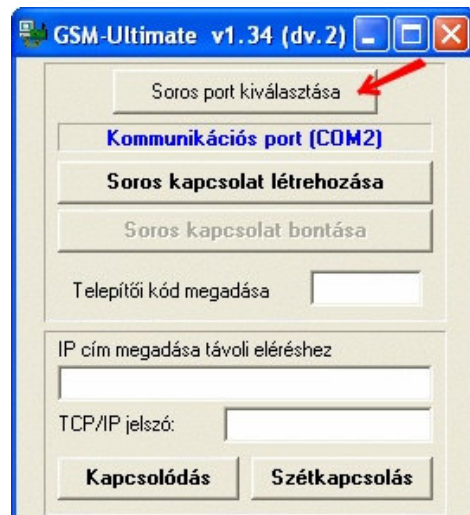 GSM-Ultimate v1.34 (dv.2)
Soros port kiválasztása
Kommunikációs port (COM2)
Soros kapcsolat létrehozása
Soros kapcsolat bontása
Telepítői kód megadása
IP cím megadása távoli eléréshez
TCP/IP jelszó:
Kapcsolódás Szétkapcsolás